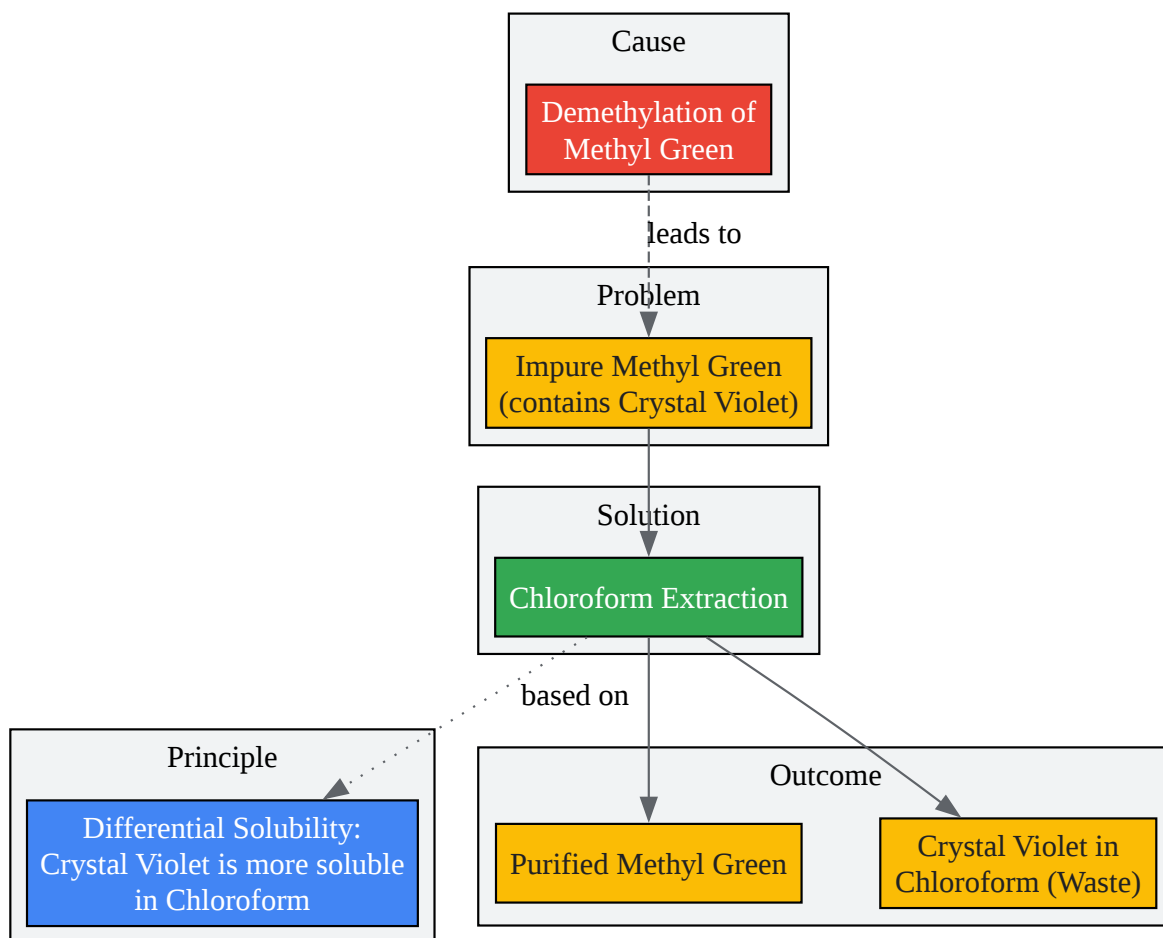 Cause
Demethylation of
Methyl Green
leads to
Problem
Impure Methyl Green
(contains Crystal Violet)
Solution
Chloroform Extraction
based on
Principle
Differential Solubility:
Crystal Violet is more soluble
in Chloroform
Outcome
Purified Methyl Green
Crystal Violet in
Chloroform (Waste)